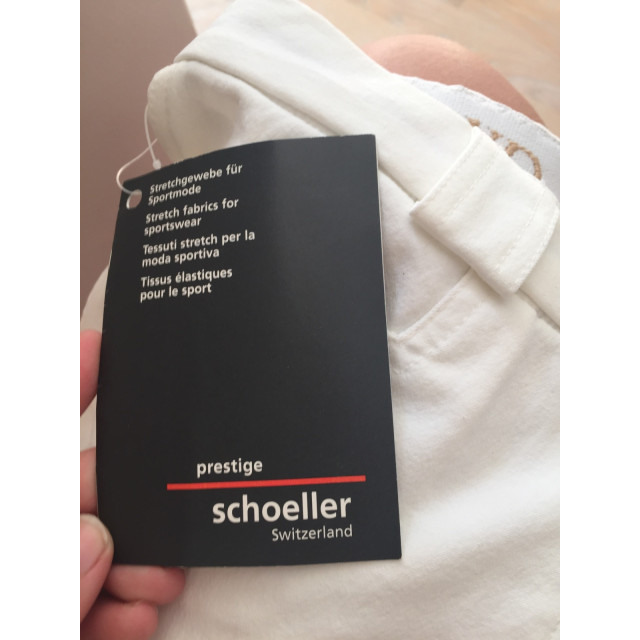 Stretchgewebe für
Sportmode
Stretch fabrics for
sportswear
Tessuti stretch per la
moda sportiva
Tissus élastiques
pour le sport
prestige
schoeller
Switzerland